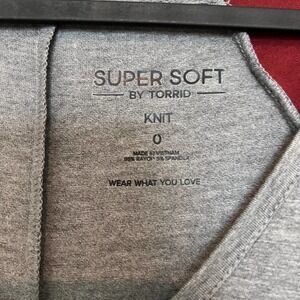 SUPER SOFT
BY TORRID
KNIT
0
MADE IN VIETNAM
95% RAYON 5% SPANDEX
WEAR WHAT YOU LOVE